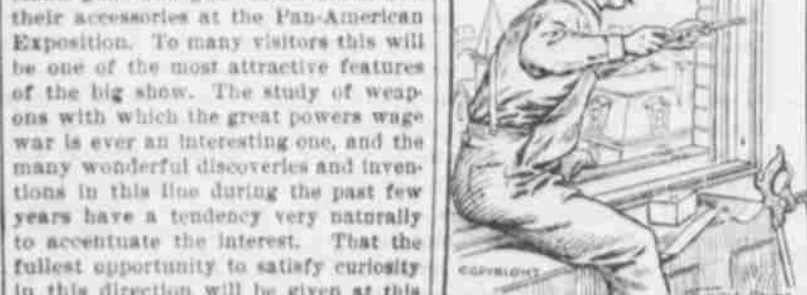 their accessories at the Pan-American
Exposition. To many visitors this will
be one of the most attractive features
of the big show. The study of weap-
ons with which the great powers wage
war is ever an interesting one, and the
many wonderful discoveries and inven-
tions in this line during the past few
years have a tendency very naturally
to accentuate the interest. That the
fullest opportunity to satisfy curiosity
in this direction will be given at this
COPYRIGHT